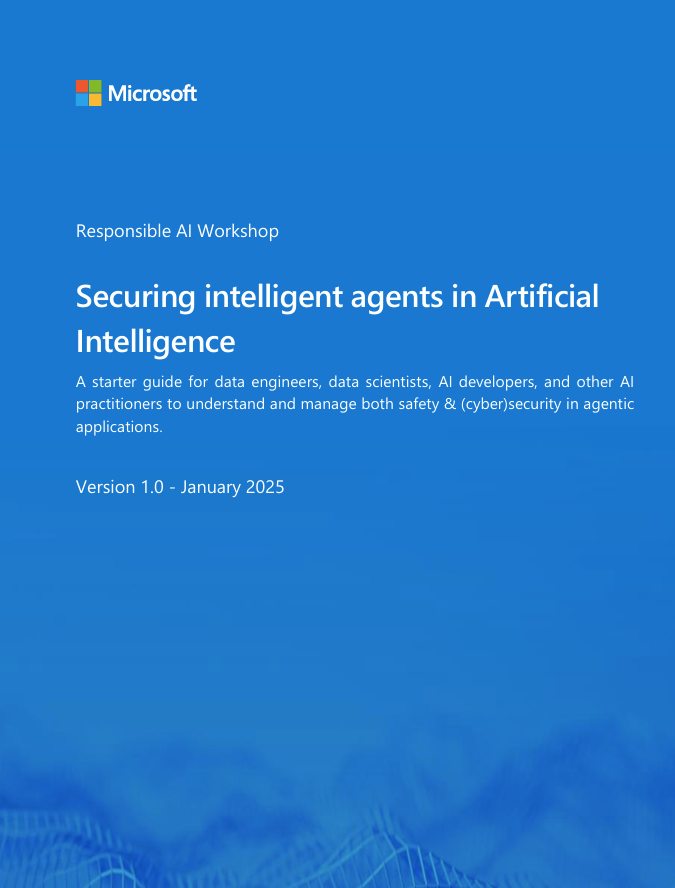 Microsoft
Responsible AI Workshop
Securing intelligent agents in Artificial
Intelligence
A starter guide for data engineers, data scientists, AI developers, and other AI
practitioners to understand and manage both safety & (cyber)security in agentic
applications.
Version 1.0 - January 2025